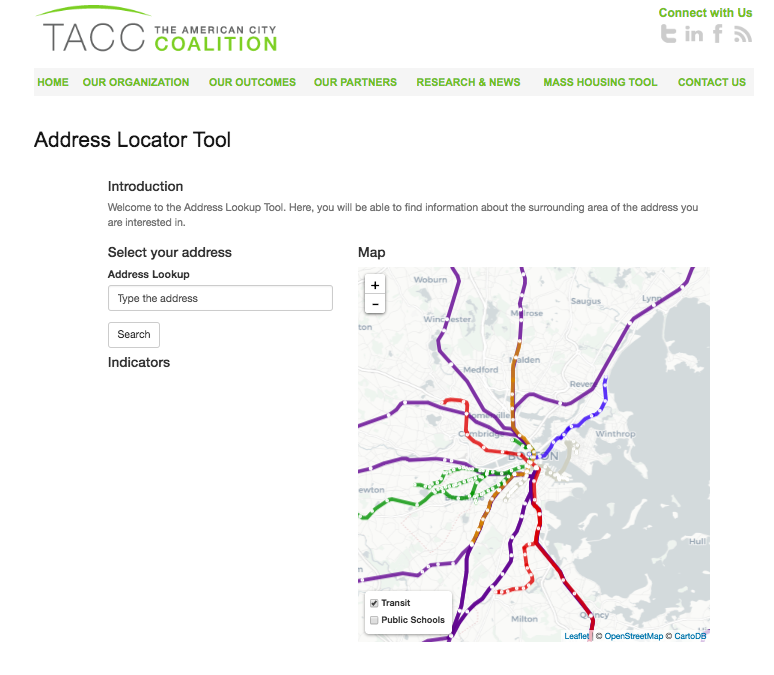 TACC THE AMERICAN CITY COALITION
Connect with Us
HOME OUR ORGANIZATION OUR OUTCOMES OUR PARTNERS RESEARCH & NEWS MASS HOUSING TOOL CONTACT US
Address Locator Tool
Introduction
Welcome to the Address Lookup Tool. Here, you will be able to find information about the surrounding area of the address you
are interested in.
Select your address
Address Lookup
Type the address
Search
Indicators
Map
+
-
Woburn
Saugus
Lynn
Winchester
Melrose
ton
Malden
Medford
Revere
Somerville
Cambridge
Winthrop
BOSTON
ewton
Hull
Milton
Quincy
Transit
Public Schools
Leaflet | © OpenStreetMap © CartoDB